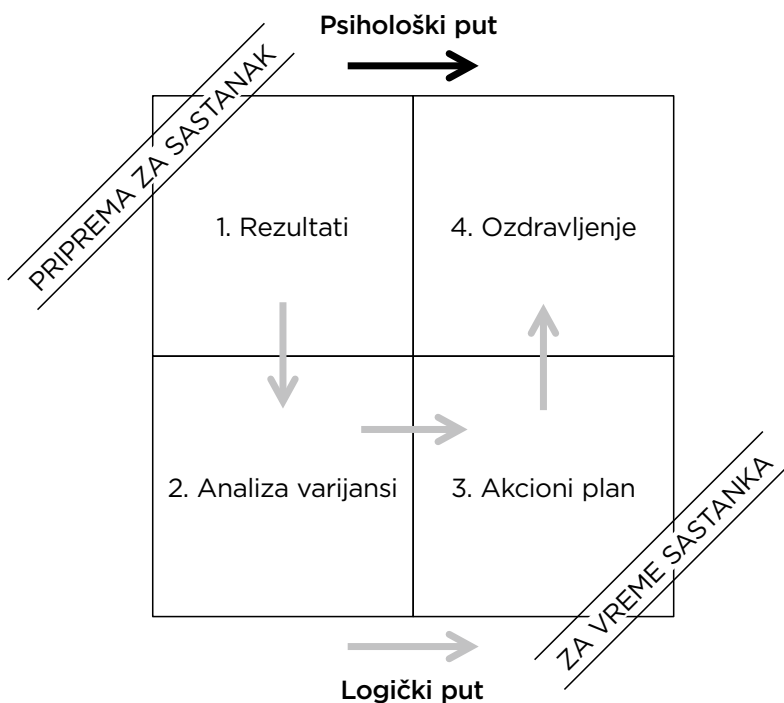 Psihološki put
PRIPREMA ZA SASTANAK
1. Rezultati
4. Ozdravljenje
2. Analiza varijansi
3. Akcioni plan
ZA VREME SASTANKA
Logički put